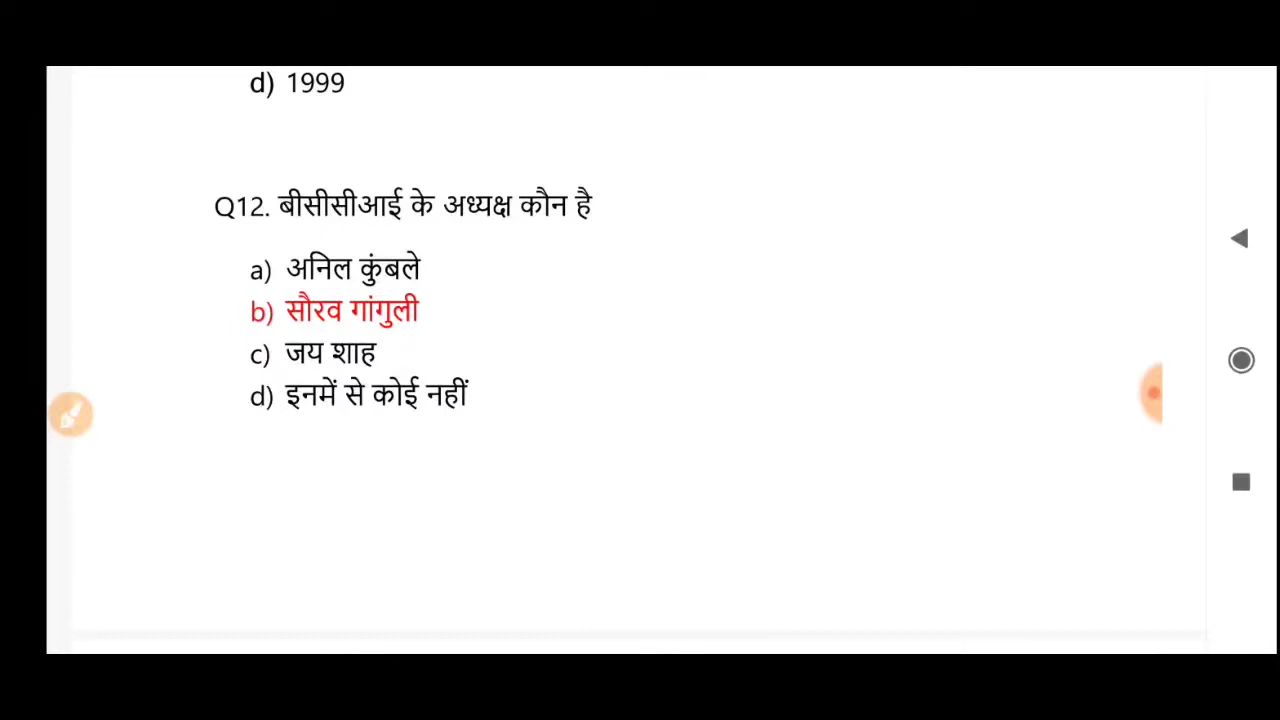 d) 1999
Q12. बीसीसीआई के अध्यक्ष कौन है
a) अनिल कुंबले
b) सौरव गांगुली
c) जय शाह
d) इनमें से कोई नहीं